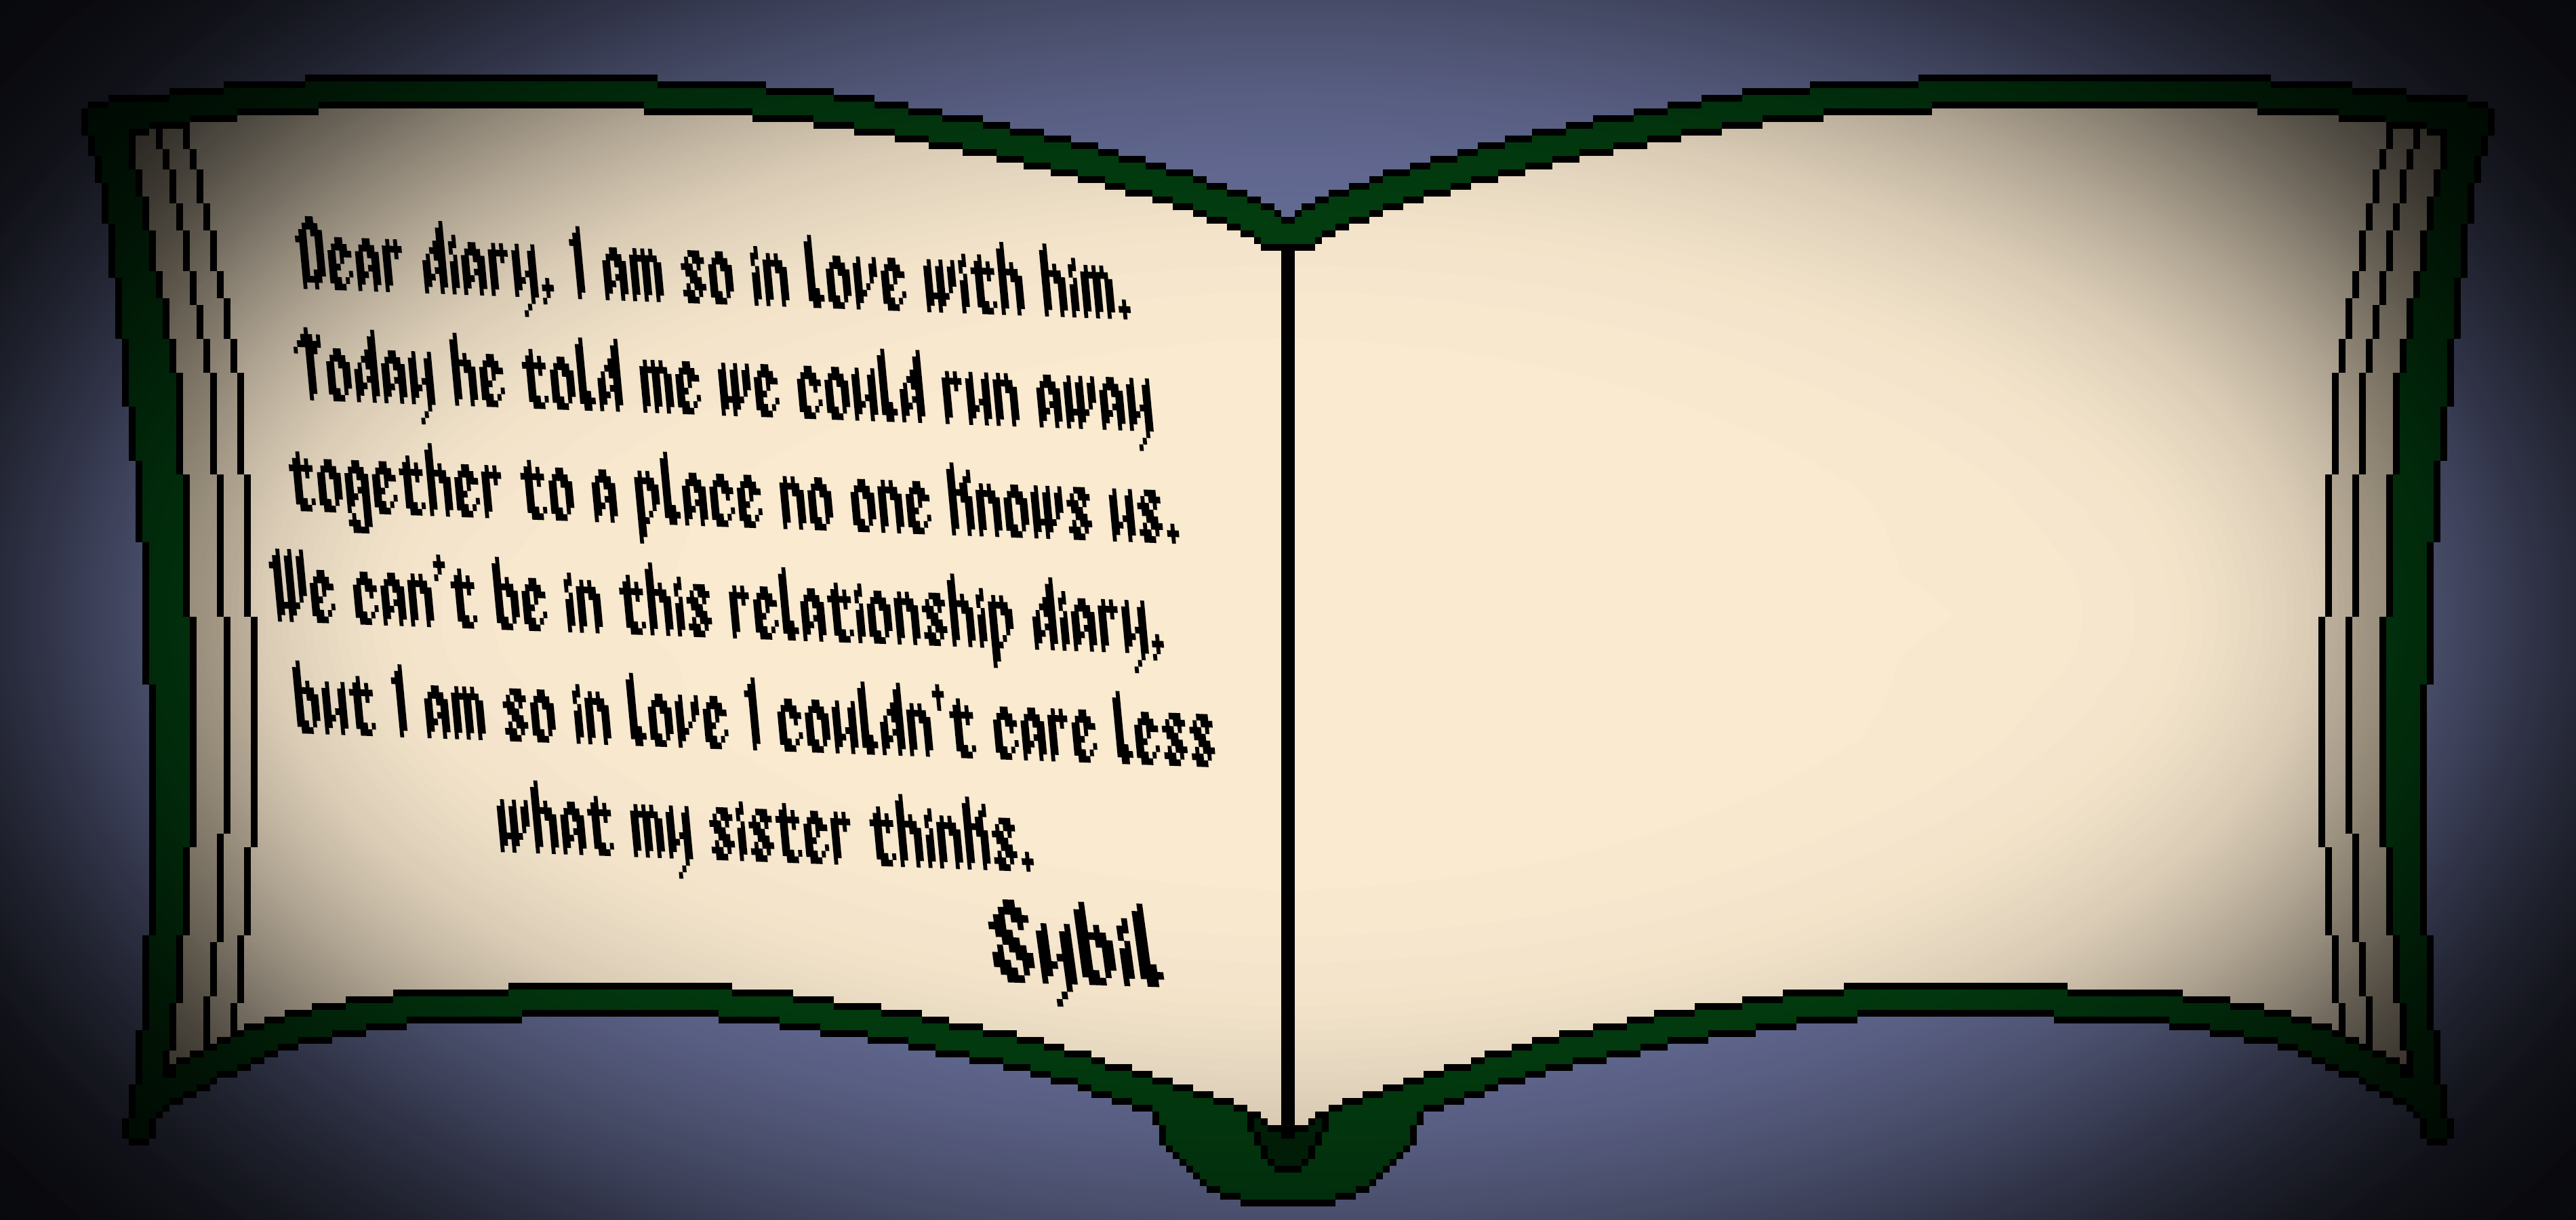 Dear diary, I am so in love with him.
Today he told me we could run away
together to a place no one knows us.
We can't be in this relationship diary,
but I am so in love I couldn't care less
what my sister thinks.
Sybil